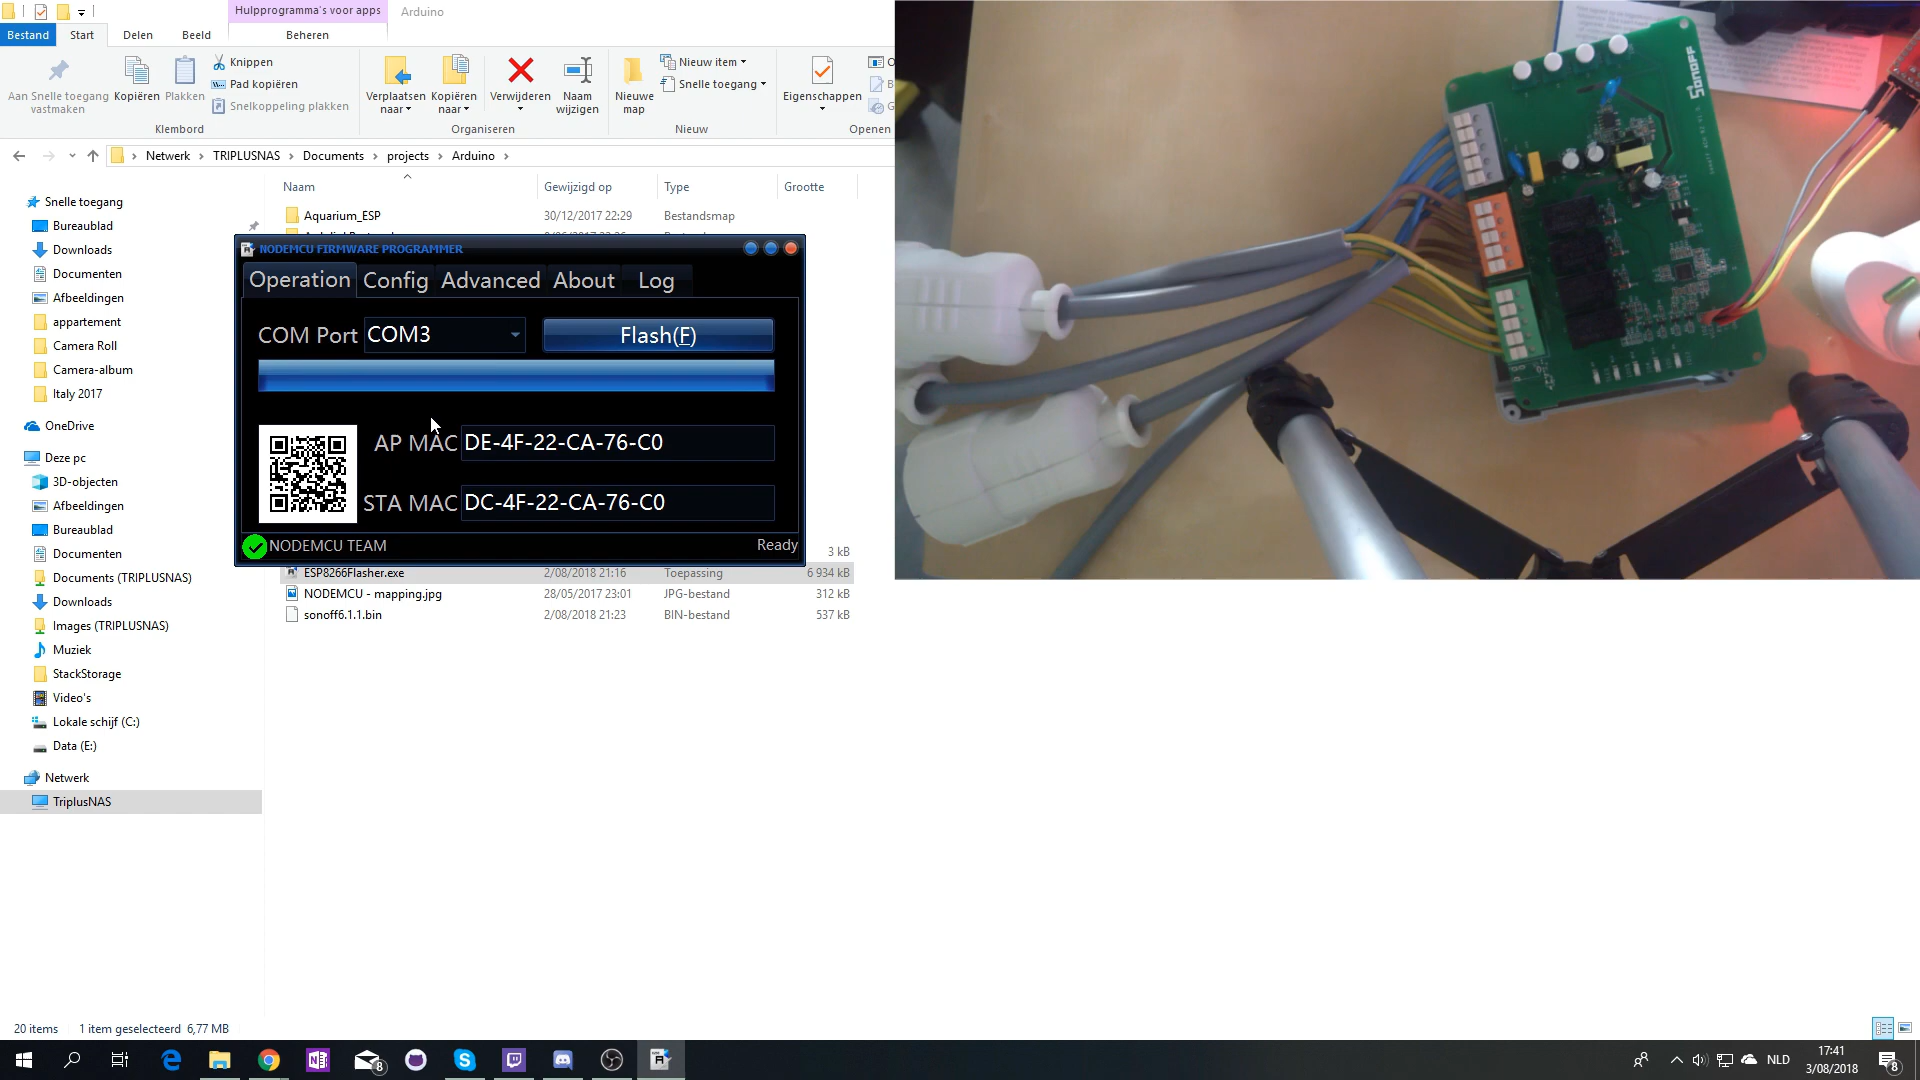 Hulpprogramma's voor apps
Arduino
Bestand
Start
Delen
Beeld
Beheren
Aan Snelle toegang vastmaken
Kopiëren
Plakken
Knippen
Pad kopiëren
Snelkoppeling plakken
Klembord
Verplaatsen naar
Kopiëren naar
Verwijderen
Naam wijzigen
Organiseren
Nieuwe map
Nieuw item
Snelle toegang
Nieuw
Eigenschappen
Openen
Netwerk > TRIPLUSNAS > Documents > projects > Arduino >
Naam
Gewijzigd op
Type
Grootte
Snelle toegang
Bureaublad
Downloads
Documenten
Afbeeldingen
appartement
Camera Roll
Camera-album
Italy 2017
OneDrive
Deze pc
3D-objecten
Afbeeldingen
Bureaublad
Documenten
Documents (TRIPLUSNAS)
Downloads
Images (TRIPLUSNAS)
Muziek
StackStorage
Video's
Lokale schijf (C:)
Data (E:)
Netwerk
TriplusNAS
Aquarium_ESP 30/12/2017 22:29 Bestandsmap
NODEMCU FIRMWARE PROGRAMMER
Operation
Config
Advanced
About
Log
COM Port
COM3
Flash(F)
AP MAC
DE-4F-22-CA-76-C0
STA MAC
DC-4F-22-CA-76-C0
NODEMCU TEAM
Ready
3 kB
ESP8266Flasher.exe 2/08/2018 21:16 Toepassing 6 934 kB
NODEMCU - mapping.jpg 28/05/2017 23:01 JPG-bestand 312 kB
sonoff6.1.1.bin 2/08/2018 21:23 BIN-bestand 537 kB
SONOFF
20 items
1 item geselecteerd 6,77 MB
8
NLD
17:41
3/08/2018
8